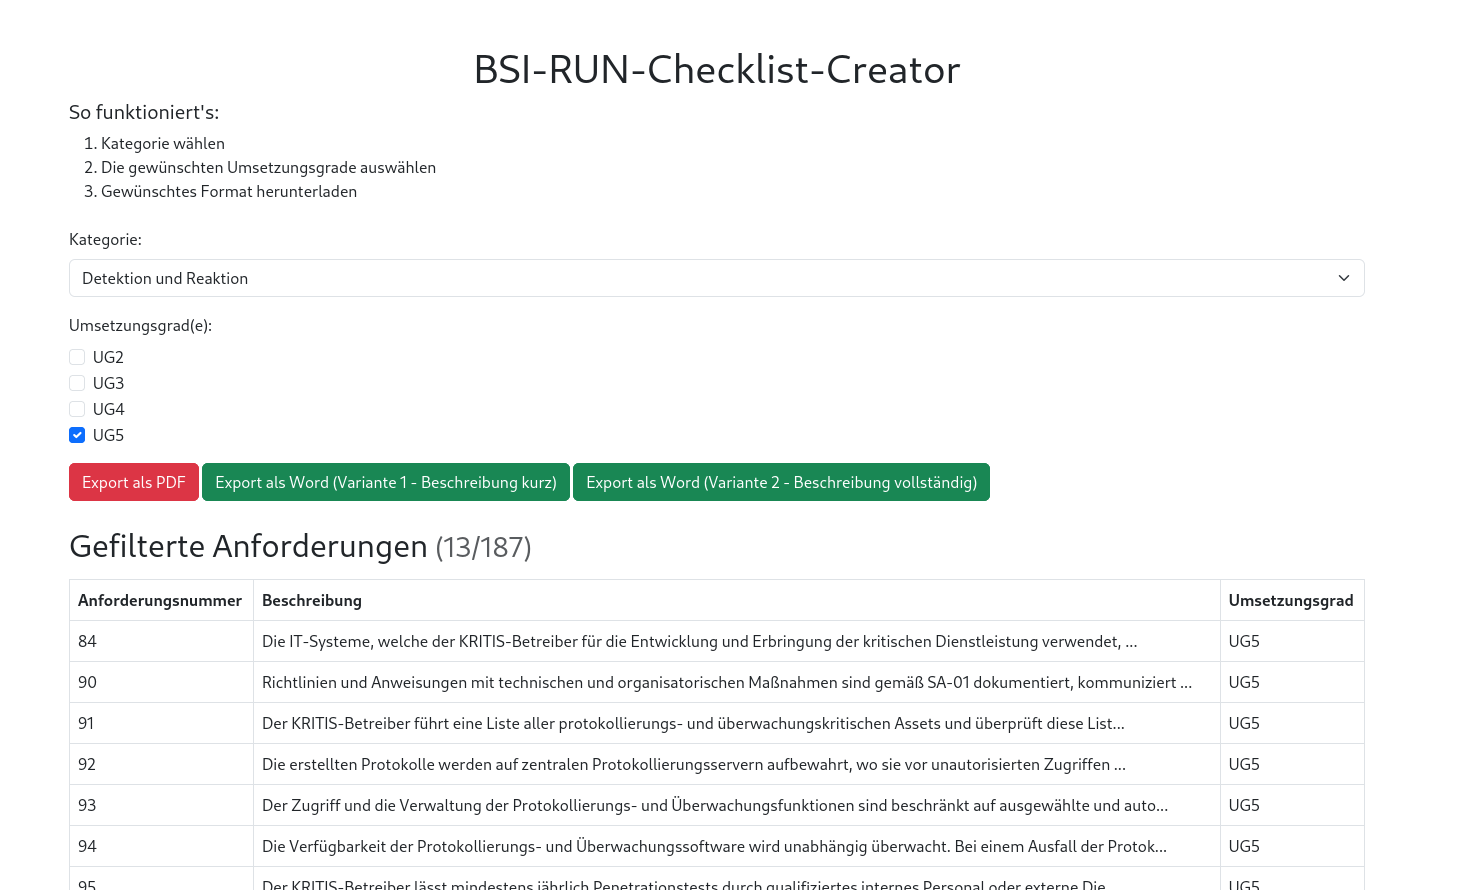 BSI-RUN-Checklist-Creator
So funktioniert's:
1. Kategorie wählen
2. Die gewünschten Umsetzungsgrade auswählen
3. Gewünschtes Format herunterladen
Kategorie:
Detektion und Reaktion
Umsetzungsgrad(e):
UG2
UG3
UG4
UG5
Export als PDF Export als Word (Variante 1 - Beschreibung kurz) Export als Word (Variante 2 - Beschreibung vollständig)
Gefilterte Anforderungen (13/187)
Anforderungsnummer Beschreibung Umsetzungsgrad
84 Die IT-Systeme, welche der KRITIS-Betreiber für die Entwicklung und Erbringung der kritischen Dienstleistung verwendet, ... UG5
90 Richtlinien und Anweisungen mit technischen und organisatorischen Maßnahmen sind gemäß SA-01 dokumentiert, kommuniziert ... UG5
91 Der KRITIS-Betreiber führt eine Liste aller protokollierungs- und überwachungskritischen Assets und überprüft diese List... UG5
92 Die erstellten Protokolle werden auf zentralen Protokollierungsservern aufbewahrt, wo sie vor unautorisierten Zugriffen ... UG5
93 Der Zugriff und die Verwaltung der Protokollierungs- und Überwachungsfunktionen sind beschränkt auf ausgewählte und auto... UG5
94 Die Verfügbarkeit der Protokollierungs- und Überwachungssoftware wird unabhängig überwacht. Bei einem Ausfall der Protok... UG5
95 Der KRITIS-Betreiber lässt mindestens jährlich Penetrationstests durch qualifiziertes internes Personal oder externe Die... UG5